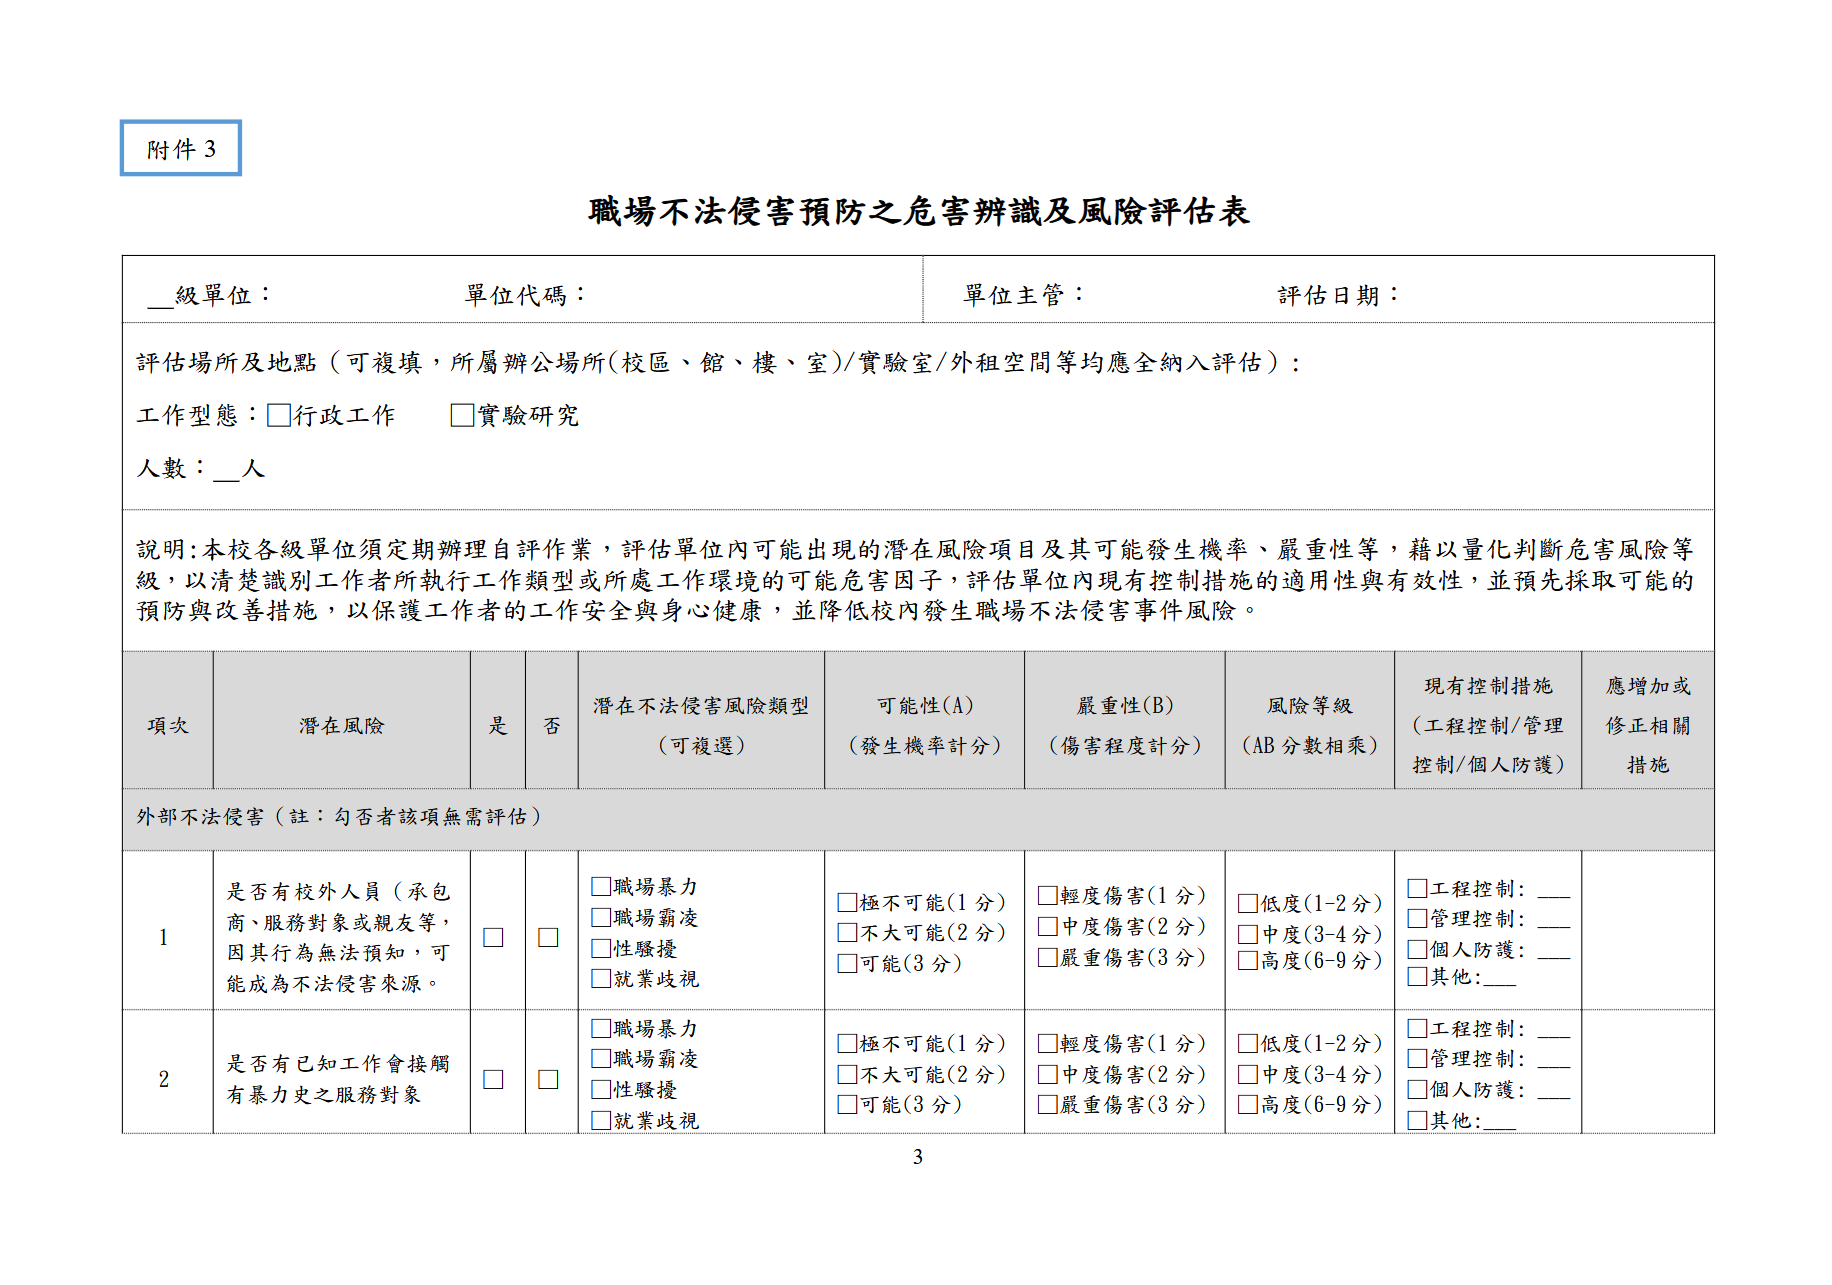 附件 3
職場不法侵害預防之危害辨識及風險評估表
__級單位： 單位代碼： 單位主管： 評估日期：
評估場所及地點（可複填，所屬辦公場所(校區、館、樓、室)/實驗室/外租空間等均應全納入評估）:
工作型態：□行政工作 □實驗研究
人數：__人
說明:本校各級單位須定期辦理自評作業，評估單位內可能出現的潛在風險項目及其可能發生機率、嚴重性等，藉以量化判斷危害風險等
級，以清楚識別工作者所執行工作類型或所處工作環境的可能危害因子，評估單位內現有控制措施的適用性與有效性，並預先採取可能的
預防與改善措施，以保護工作者的工作安全與身心健康，並降低校內發生職場不法侵害事件風險。
項次
潛在風險
是
否
潛在不法侵害風險類型
（可複選）
可能性(A)
（發生機率計分）
嚴重性(B)
（傷害程度計分）
風險等級
（AB 分數相乘）
現有控制措施
（工程控制/管理
控制/個人防護）
應增加或
修正相關
措施
外部不法侵害（註：勾否者該項無需評估）
1
是否有校外人員（承包
商、服務對象或親友等，
因其行為無法預知，可
能成為不法侵害來源。
□
□
□職場暴力
□職場霸凌
□性騷擾
□就業歧視
□極不可能(1 分)
□不大可能(2 分)
□可能(3 分)
□輕度傷害(1 分)
□中度傷害(2 分)
□嚴重傷害(3 分)
□低度(1-2 分)
□中度(3-4 分)
□高度(6-9 分)
□工程控制: ___
□管理控制: ___
□個人防護: ___
□其他:___
2
是否有已知工作會接觸
有暴力史之服務對象
□
□
□職場暴力
□職場霸凌
□性騷擾
□就業歧視
□極不可能(1 分)
□不大可能(2 分)
□可能(3 分)
□輕度傷害(1 分)
□中度傷害(2 分)
□嚴重傷害(3 分)
□低度(1-2 分)
□中度(3-4 分)
□高度(6-9 分)
□工程控制: ___
□管理控制: ___
□個人防護: ___
□其他:___
3